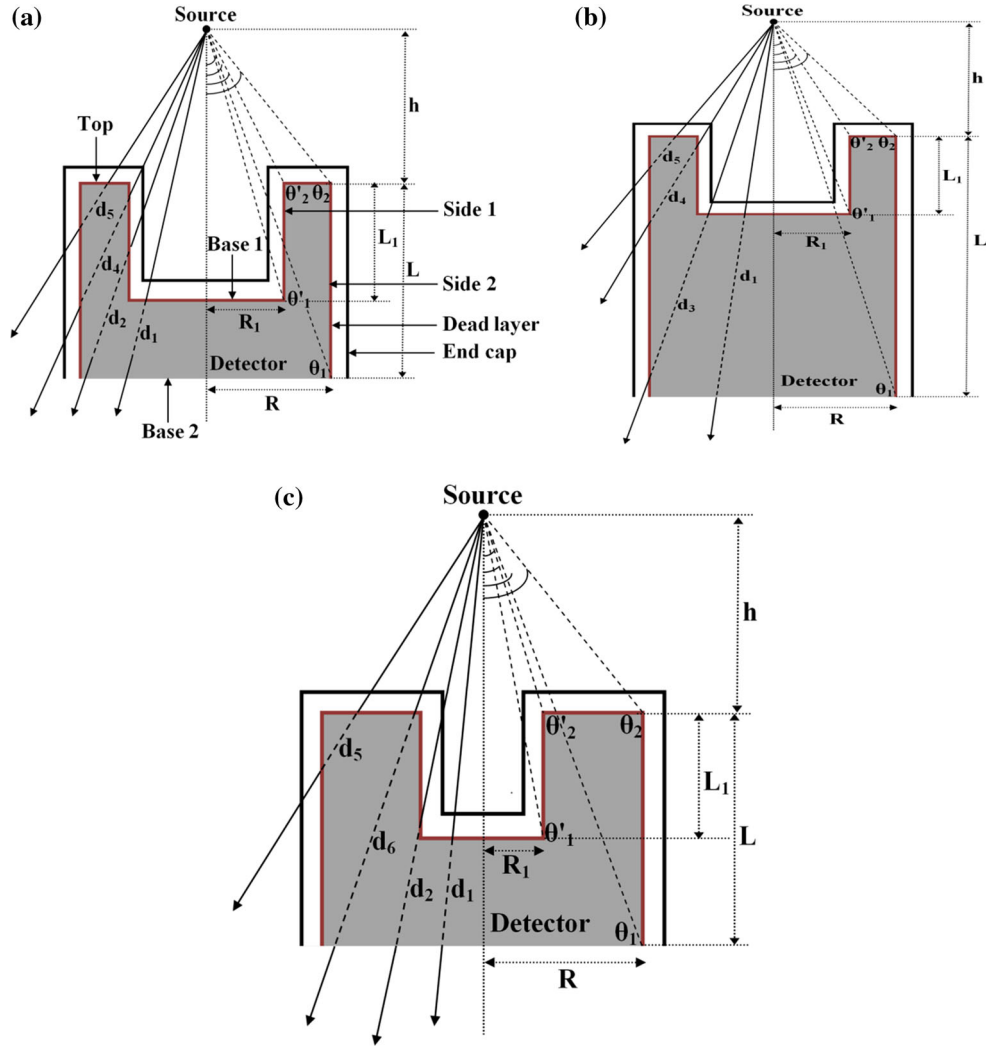 (a)
Source
h
Top
d₅
θ'₂ θ₂
Side 1
d₄
Base 1
L₁
L
Side 2
d₂
d₁
θ'₁
R₁
Dead layer
Detector
θ₁
End cap
R
Base 2
(b)
Source
h
d₅
θ'₂ θ₂
L₁
d₄
θ'₁
R₁
L
d₁
d₃
Detector
θ₁
R
(c)
Source
h
θ'₂
θ₂
d₅
L₁
θ'₁
L
d₆
R₁
d₂
d₁
Detector
θ₁
R